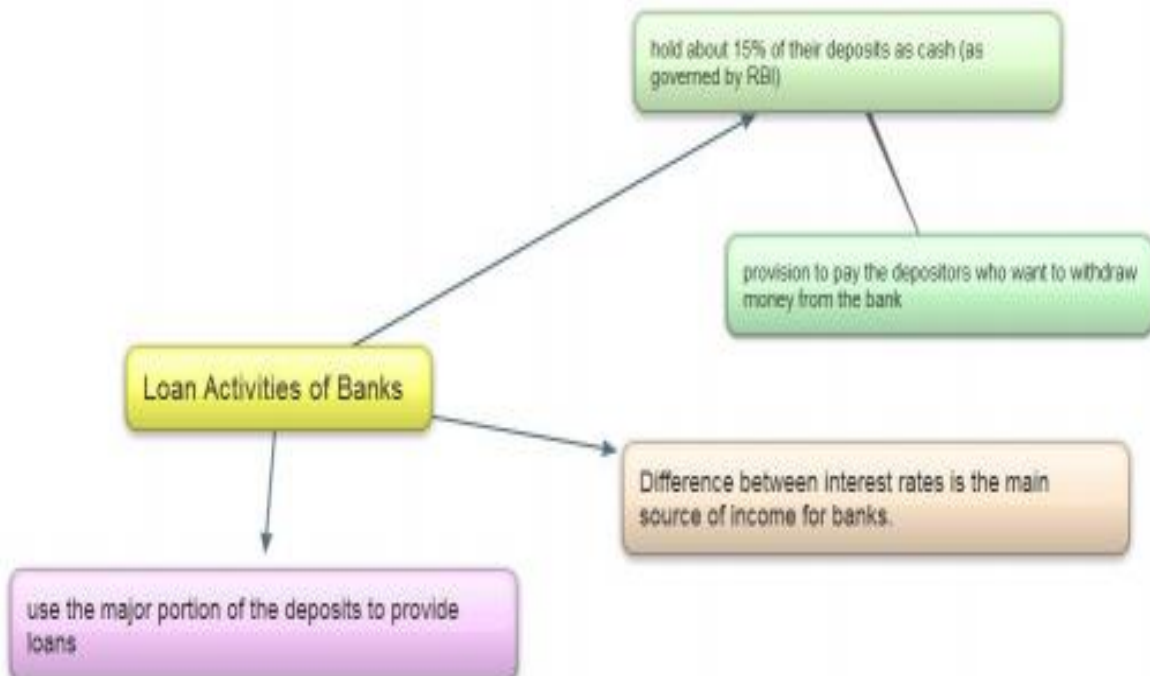 hold about 15% of their deposits as cash (as
governed by RBI)
provision to pay the depositors who want to withdraw
money from the bank
Loan Activities of Banks
Difference between interest rates is the main
source of income for banks.
use the major portion of the deposits to provide
loans